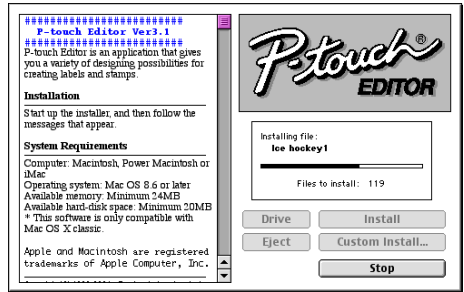 ########################
P-touch Editor Ver3.1
########################
P-touch Editor is an application that gives
you a variety of designing possibilities for
creating labels and stamps.
Installation
Start up the installer, and then follow the
messages that appear.
System Requirements
Computer: Macintosh, Power Macintosh or
iMac
Operating system: Mac OS 8.6 or later
Available memory: Minimum 24MB
Available hard-disk space: Minimum 20MB
* This software is only compatible with
Mac OS X classic.
Apple and Macintosh are registered
trademarks of Apple Computer, Inc.
P-touch®
EDITOR
Installing file:
Ice hockey1
Files to install: 119
Drive
Install
Eject
Custom Install...
Stop